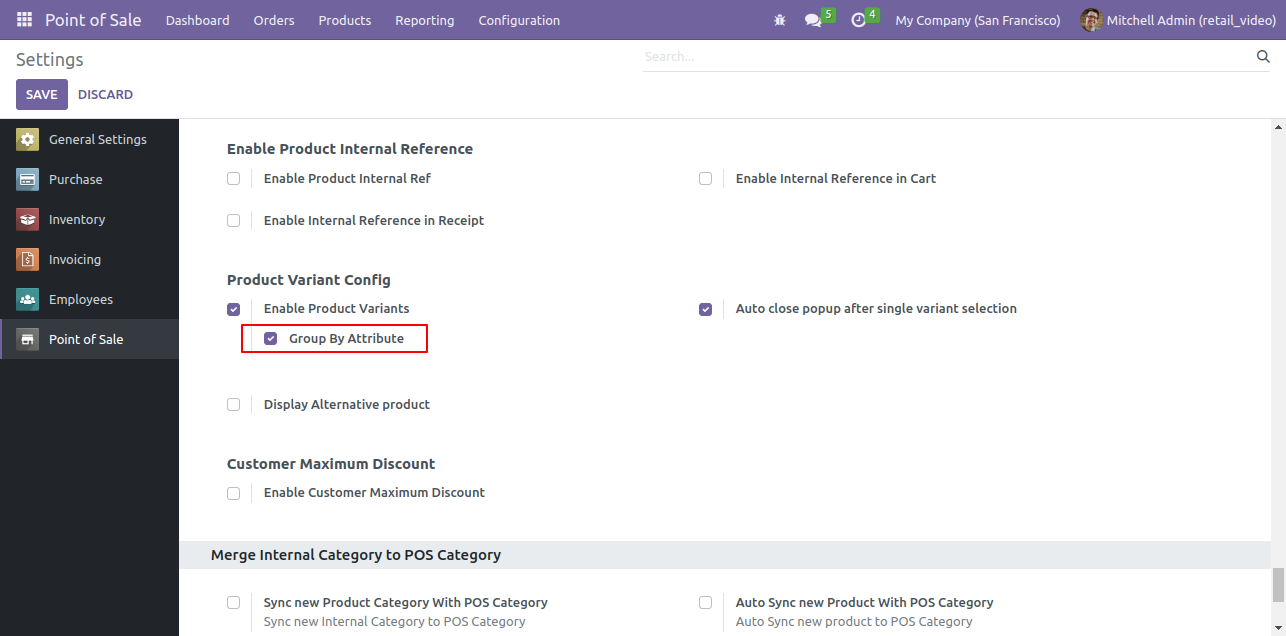 Point of Sale Dashboard Orders Products Reporting Configuration 5 4 My Company (San Francisco) Mitchell Admin (retail_video)
Settings Search...
SAVE DISCARD
General Settings
Purchase
Inventory
Invoicing
Employees
Point of Sale
Enable Product Internal Reference
Enable Product Internal Ref Enable Internal Reference in Cart
Enable Internal Reference in Receipt
Product Variant Config
Enable Product Variants Auto close popup after single variant selection
Group By Attribute
Display Alternative product
Customer Maximum Discount
Enable Customer Maximum Discount
Merge Internal Category to POS Category
Sync new Product Category With POS Category Auto Sync new Product With POS Category
Sync new Internal Category to POS Category Auto Sync new product to POS Category